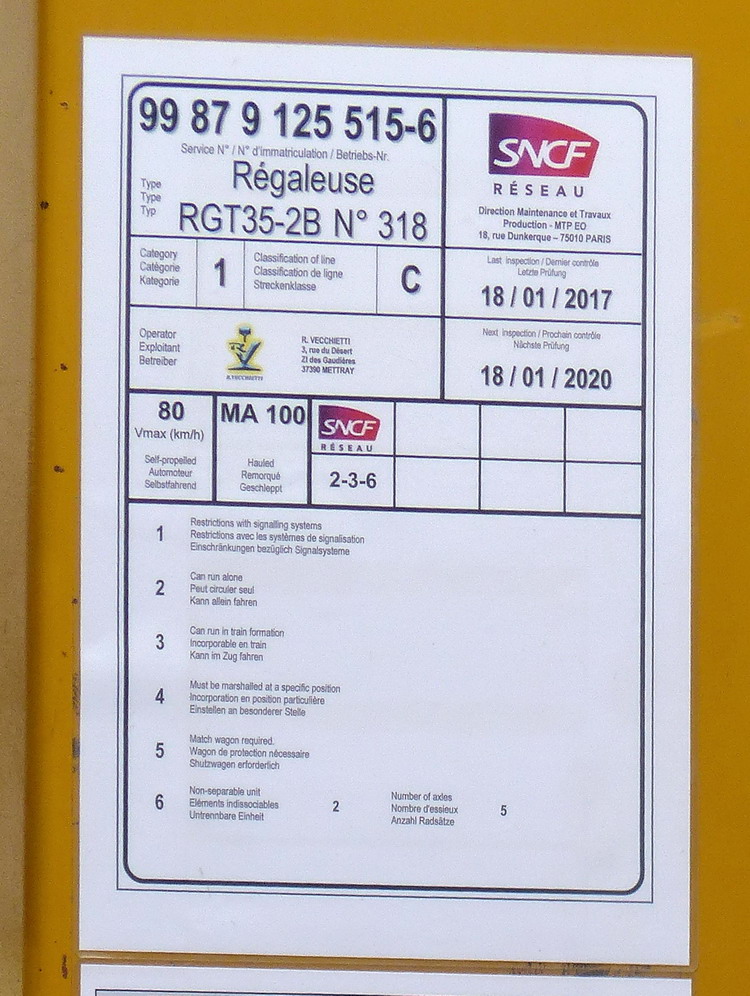 99 87 9 125 515-6
Service N° / N° d'immatriculation / Betriebs-Nr.
Type
Type
Typ
Régaleuse
RGT35-2B N° 318
SNCF
RÉSEAU
Direction Maintenance et Travaux
Production - MTP EO
18, rue Dunkerque – 75010 PARIS
Category
Catégorie
Kategorie
1
Classification of line
Classification de ligne
Streckenklasse
C
Last inspection / Dernier contrôle
Letzte Prüfung
18 / 01 / 2017
Operator
Exploitant
Betreiber
R.VECCHIETTI
R. VECCHIETTI
3, rue du Désert
ZI des Gaudières
37390 METTRAY
Next inspection / Prochain contrôle
Nächste Prüfung
18 / 01 / 2020
80
Vmax (km/h)
Self-propelled
Automoteur
Selbstfahrend
MA 100
Hauled
Remorqué
Geschleppt
SNCF
RÉSEAU
2-3-6
1
Restrictions with signalling systems
Restrictions avec les systèmes de signalisation
Einschränkungen bezüglich Signalsysteme
2
Can run alone
Peut circuler seul
Kann allein fahren
3
Can run in train formation
Incorporable en train
Kann im Zug fahren
4
Must be marshalled at a specific position
Incorporation en position particulière
Einstellen an besonderer Stelle
5
Match wagon required.
Wagon de protection nécessaire
Shutzwagen erforderlich
6
Non-separable unit
Eléments indissociables
Untrennbare Einheit
2
Number of axles
Nombre d'essieux
Anzahl Radsätze
5